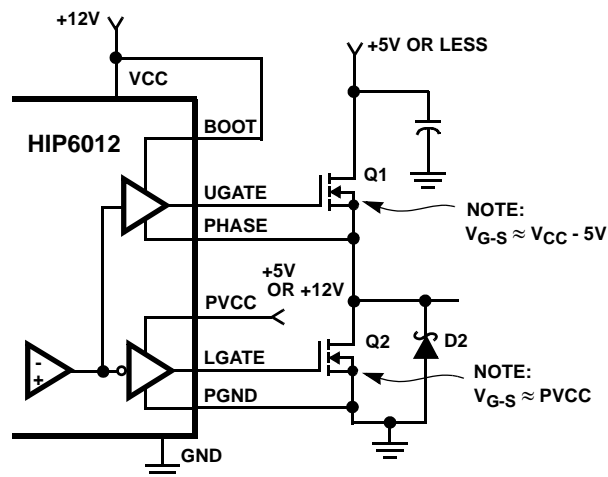 +12V
+5V OR LESS
VCC
BOOT
HIP6012
Q1
UGATE
NOTE:
V_G-S ≈ V_CC - 5V
PHASE
+5V
OR +12V
PVCC
Q2
D2
LGATE
NOTE:
V_G-S ≈ PVCC
-
+
PGND
GND